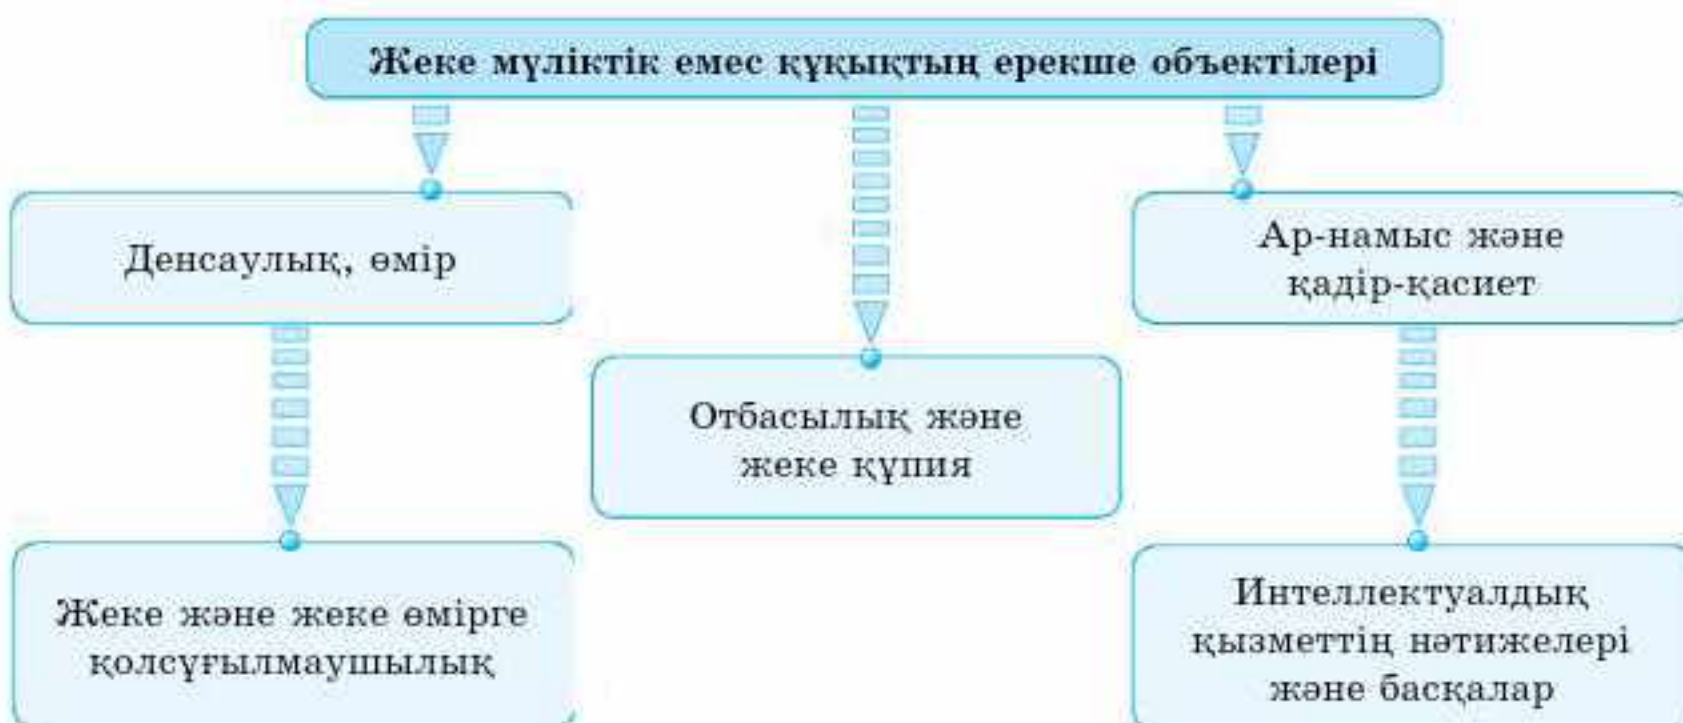 Жеке мүліктік емес құқықтың ерекше объектілері
Денсаулық, өмір
Ар-намыс және
қадір-қасиет
Отбасылық және
жеке құпия
Жеке және жеке өмірге
қолсұғылмаушылық
Интеллектуалдық
қызметтің нәтижелері
және басқалар